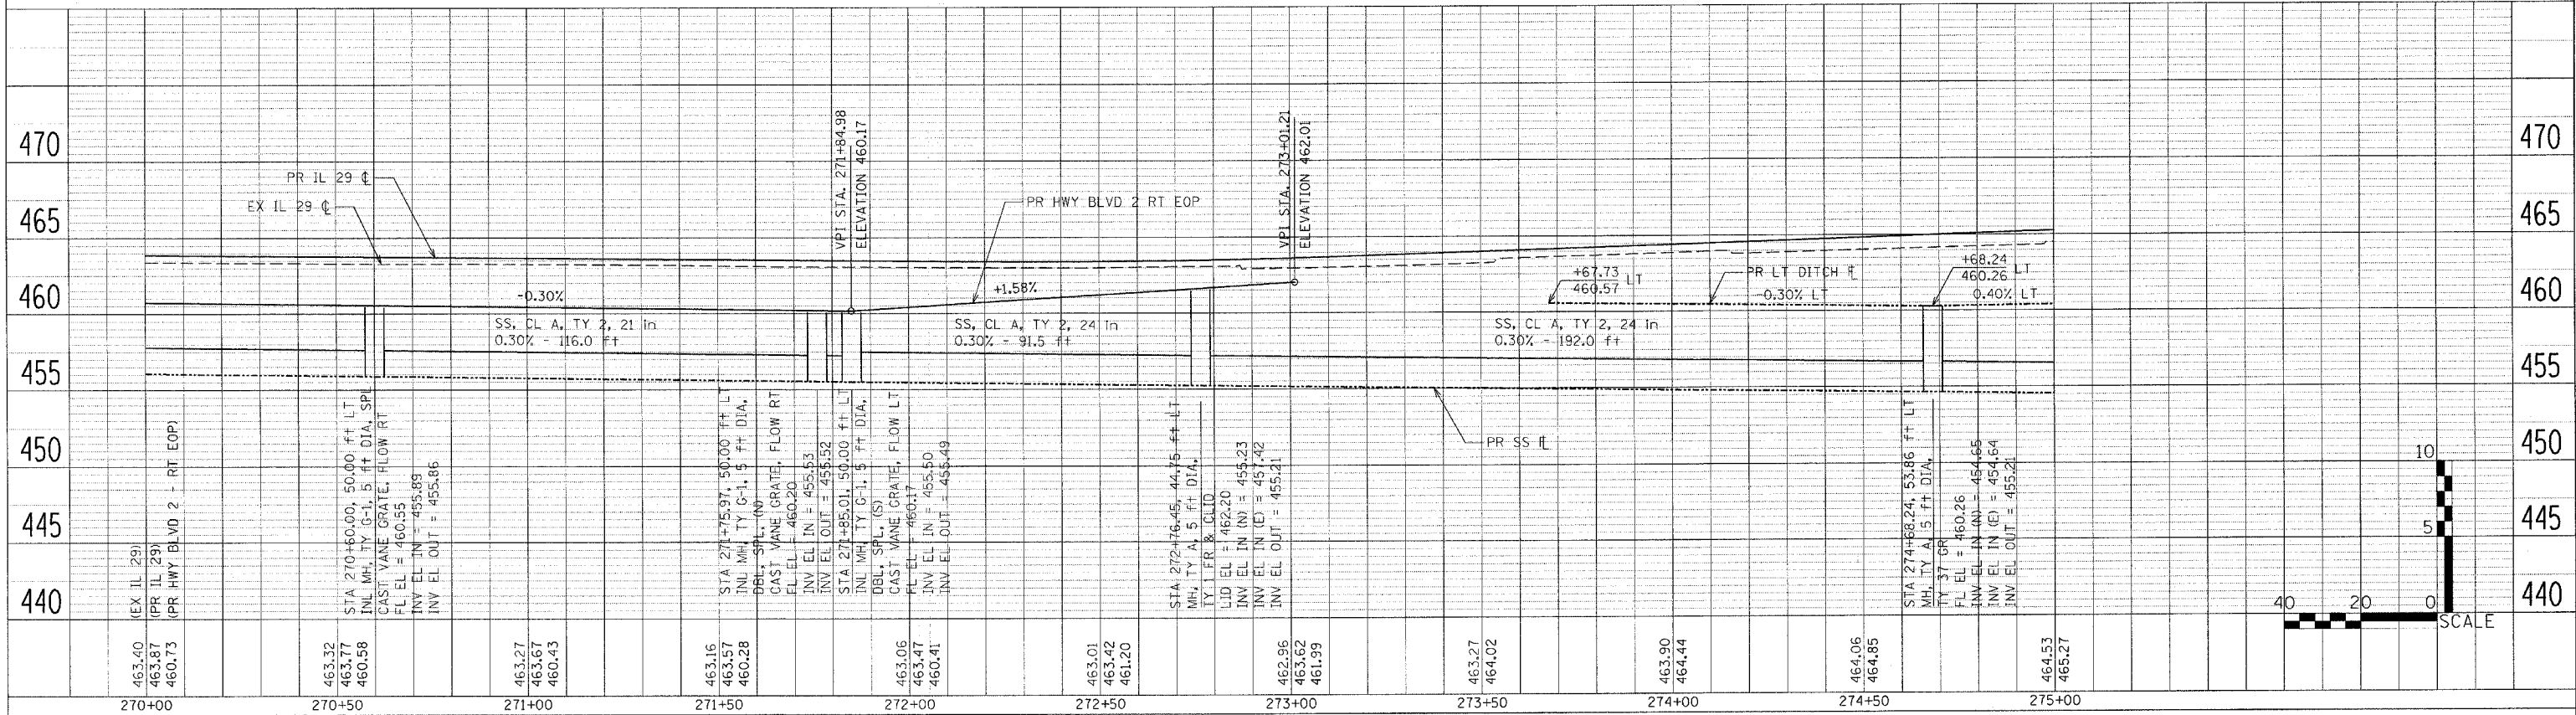 470
465
460
455
450
445
440
470
465
460
455
450
445
440
PR IL 29 ℄
EX IL 29 ℄
VPI STA. 271+84.98
ELEVATION 460.17
PR HWY BLVD 2 RT EOP
VPI STA. 273+01.21
ELEVATION 462.01
-0.30%
+1.58%
+67.73
460.57 LT
PR LT DITCH
-0.30% LT
+68.24
460.26 LT
0.40% LT
SS, CL A, TY 2, 21 in
0.30% - 116.0 ft
SS, CL A, TY 2, 24 in
0.30% - 91.5 ft
SS, CL A, TY 2, 24 in
0.30% - 192.0 ft
PR SS
(EX IL 29)
(PR IL 29)
(PR HWY BLVD 2 - RT EOP)
STA 270+60.00, 50.00 ft LT
INL MH, TY G-1, 5 ft DIA, SPL
CAST VANE GRATE, FLOW RT
FL EL = 460.55
INV EL IN = 455.89
INV EL OUT = 455.86
STA 271+75.97, 50.00 ft LT
INL MH, TY G-1, 5 ft DIA,
DBL, SPL, (N)
CAST VANE GRATE, FLOW RT
FL EL = 460.20
INV EL IN = 455.53
INV EL OUT = 455.52
STA 271+85.01, 50.00 ft LT
INL MH, TY G-1, 5 ft DIA,
DBL, SPL, (S)
CAST VANE GRATE, FLOW LT
FL EL = 460.17
INV EL IN = 455.50
INV EL OUT = 455.49
STA 272+76.45, 44.75 ft LT
MH, TY A, 5 ft DIA,
TY 1 FR & CLID
LID EL = 462.20
INV EL IN (N) = 455.23
INV EL IN (E) = 457.42
INV EL OUT = 455.21
STA 274+68.24, 53.86 ft LT
MH, TY A, 5 ft DIA,
TY 37 GR
FL EL = 460.26
INV EL IN (N) = 454.65
INV EL IN (E) = 454.64
INV EL OUT = 455.21
10
5
40 20 0
SCALE
463.40
463.87
460.73
463.32
463.77
460.58
463.27
463.67
460.43
463.16
463.57
460.28
463.06
463.47
460.41
463.01
463.42
461.20
462.96
463.62
461.99
463.27
464.02
463.90
464.44
464.06
464.85
464.53
465.27
270+00 270+50 271+00 271+50 272+00 272+50 273+00 273+50 274+00 274+50 275+00